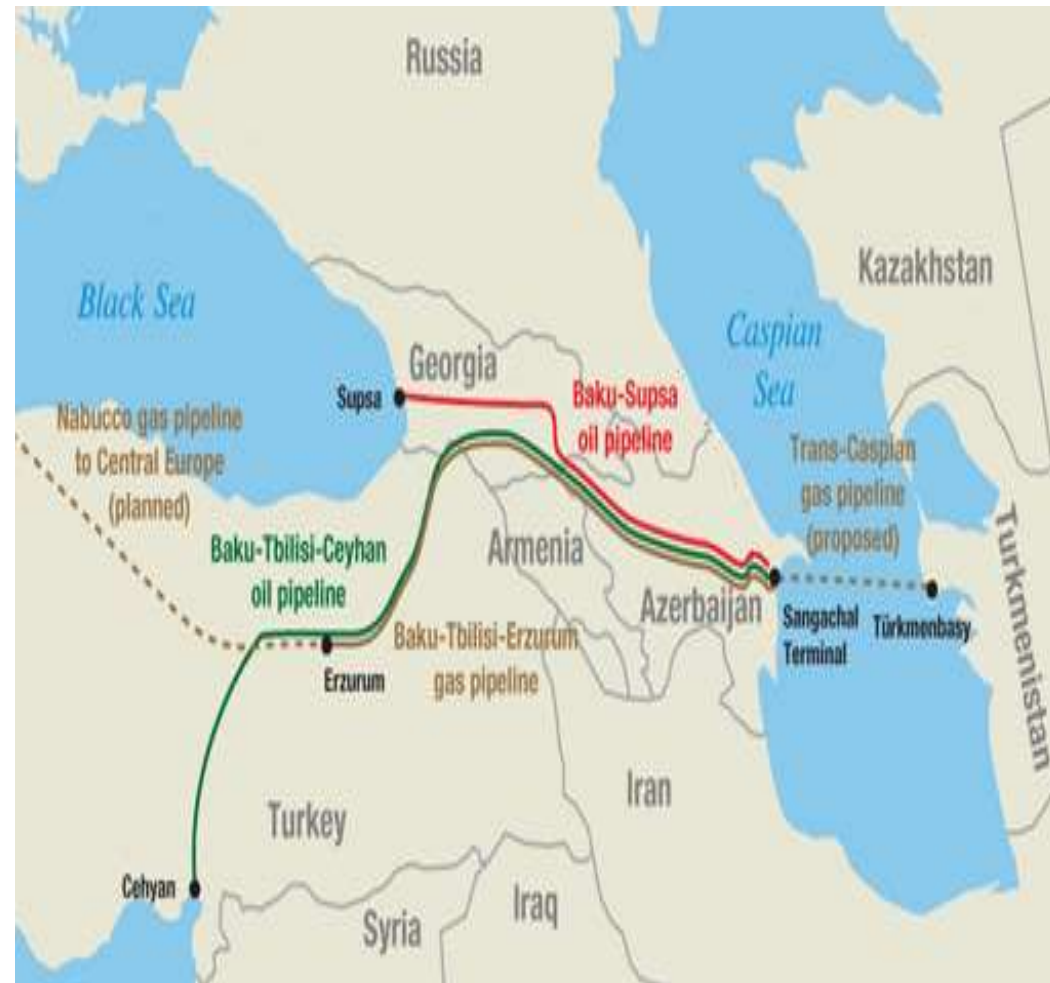 Russia
Kazakhstan
Black Sea
Caspian
Sea
Georgia
Supsa
Baku-Supsa
oil pipeline
Nabucco gas pipeline
to Central Europe
(planned)
Trans-Caspian
gas pipeline
(proposed)
Turkmenistan
Baku-Tbilisi-Ceyhan
oil pipeline
Armenia
Azerbaijan
Sangachal
Terminal
Türkmenbasy
Baku-Tbilisi-Erzurum
gas pipeline
Erzurum
Iran
Turkey
Cehyan
Syria
Iraq